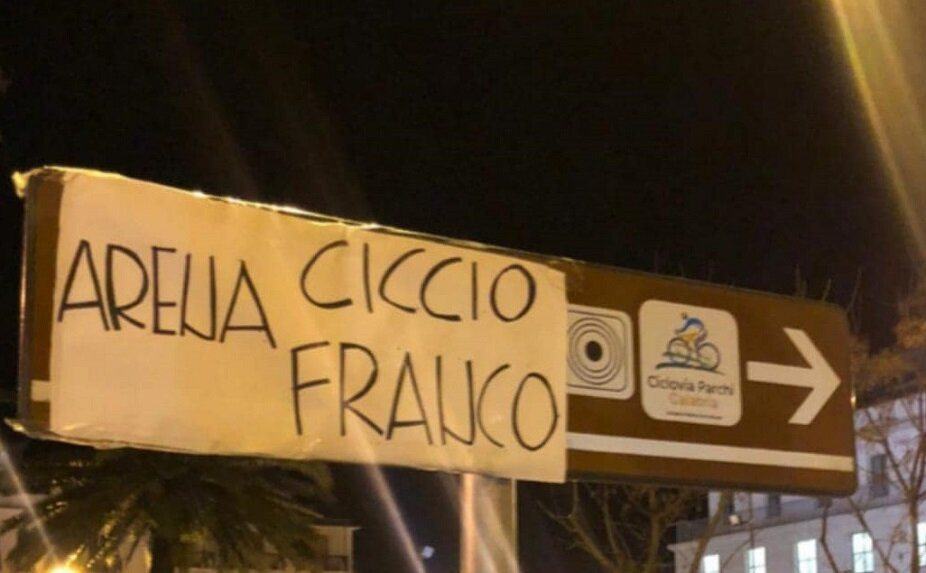 ARENA CICCIO
FRANCO
Ciclovia Parchi
Calabria